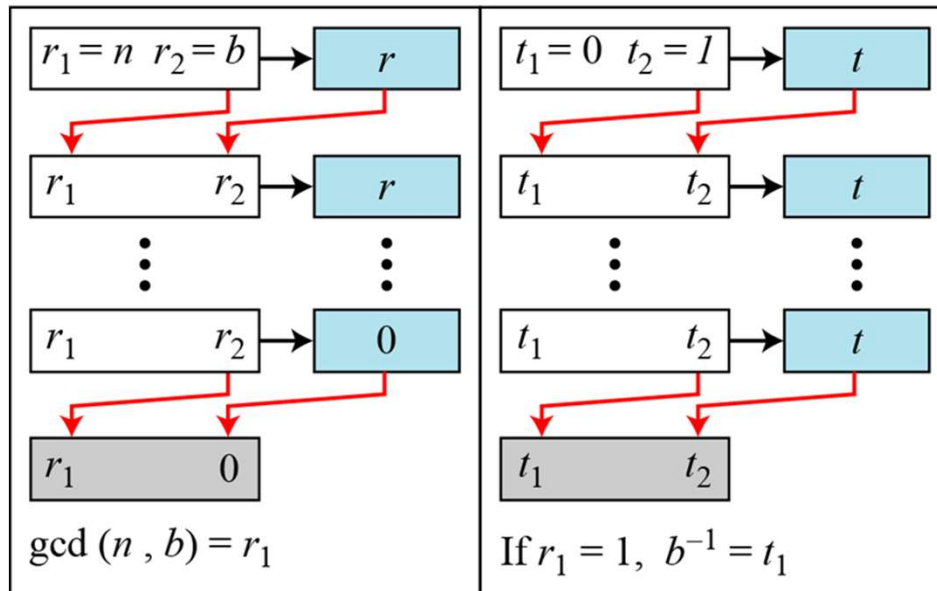 r₁ = n r₂ = b r
r₁ r₂ r
r₁ r₂ 0
r₁ 0
gcd (n , b) = r₁
t₁ = 0 t₂ = 1 t
t₁ t₂ t
t₁ t₂ t
t₁ t₂
If r₁ = 1, b⁻¹ = t₁